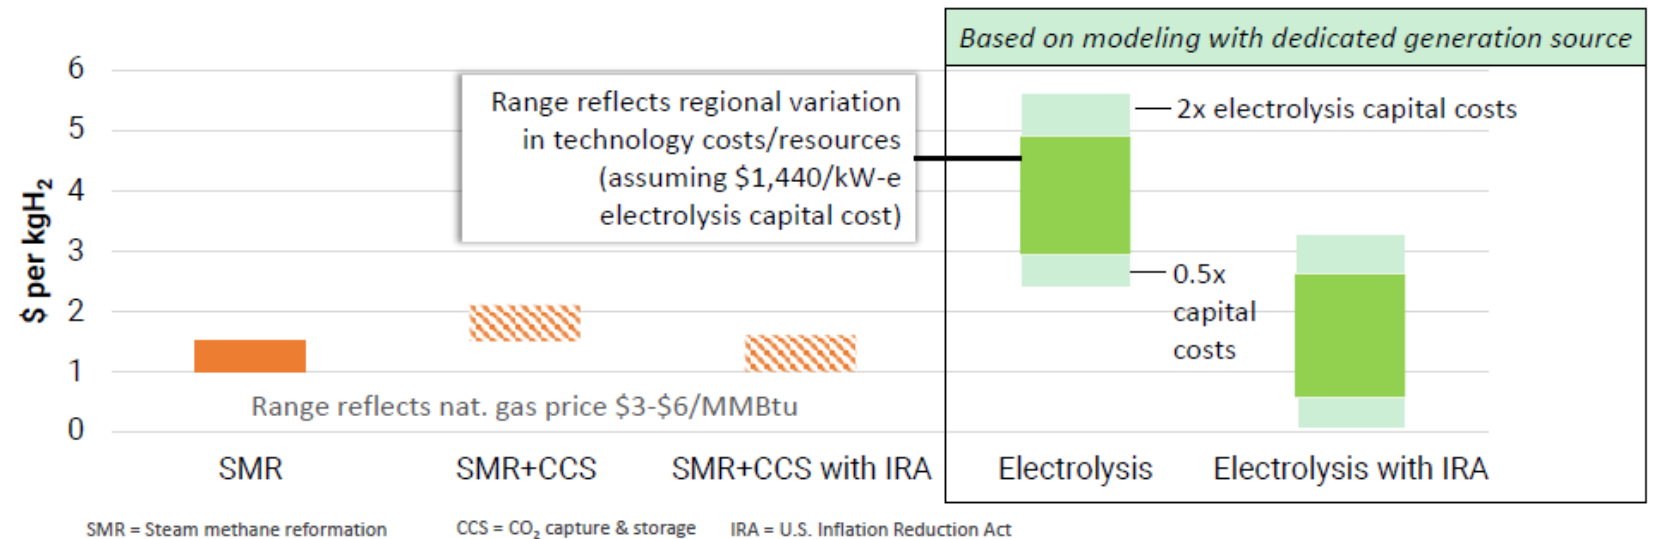 Based on modeling with dedicated generation source
$ per kgH₂
6
5
4
3
2
1
0
Range reflects regional variation
in technology costs/resources
(assuming $1,440/kW-e
electrolysis capital cost)
2x electrolysis capital costs
0.5x
capital
costs
Range reflects nat. gas price $3-$6/MMBtu
SMR
SMR+CCS
SMR+CCS with IRA
Electrolysis
Electrolysis with IRA
SMR = Steam methane reformation
CCS = CO₂ capture & storage
IRA = U.S. Inflation Reduction Act